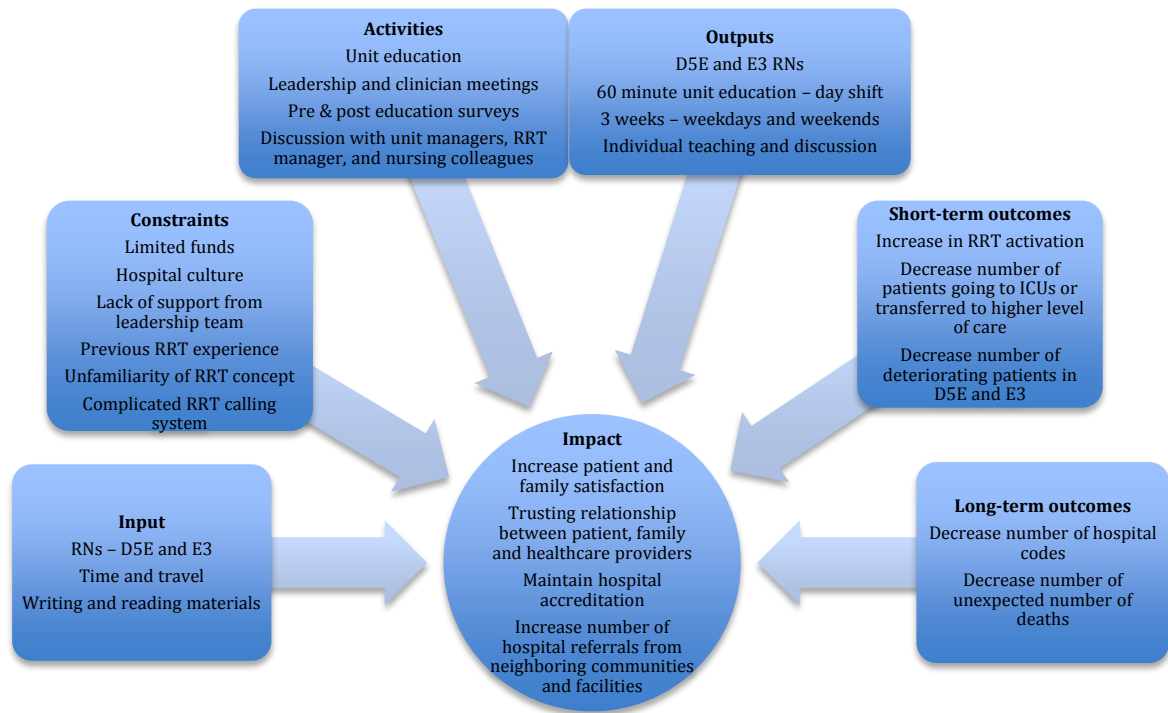 Activities
Unit education
Leadership and clinician meetings
Pre & post education surveys
Discussion with unit managers, RRT
manager, and nursing colleagues
Outputs
D5E and E3 RNs
60 minute unit education – day shift
3 weeks – weekdays and weekends
Individual teaching and discussion
Constraints
Limited funds
Hospital culture
Lack of support from
leadership team
Previous RRT experience
Unfamiliarity of RRT concept
Complicated RRT calling
system
Short-term outcomes
Increase in RRT activation
Decrease number of
patients going to ICUs or
transferred to higher level
of care
Decrease number of
deteriorating patients in
D5E and E3
Input
RNs – D5E and E3
Time and travel
Writing and reading materials
Impact
Increase patient and
family satisfaction
Trusting relationship
between patient, family
and healthcare providers
Maintain hospital
accreditation
Increase number of
hospital referrals from
neighboring communities
and facilities
Long-term outcomes
Decrease number of hospital
codes
Decrease number of
unexpected number of
deaths